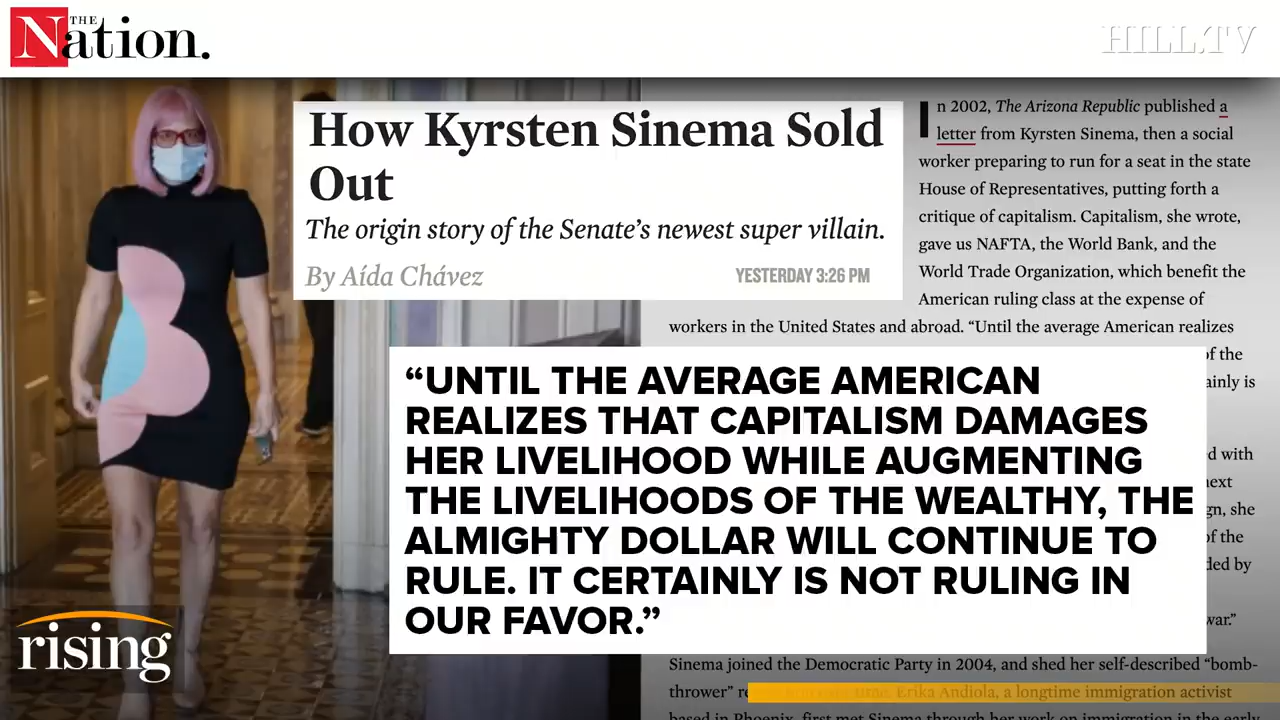 THE
Nation.
HILL.TV
How Kyrsten Sinema Sold
Out
The origin story of the Senate's newest super villain.
By Aída Chávez
YESTERDAY 3:26 PM
In 2002, The Arizona Republic published a
letter from Kyrsten Sinema, then a social
worker preparing to run for a seat in the state
House of Representatives, putting forth a
critique of capitalism. Capitalism, she wrote,
gave us NAFTA, the World Bank, and the
World Trade Organization, which benefit the
American ruling class at the expense of
workers in the United States and abroad. “Until the average American realizes
of the
“UNTIL THE AVERAGE AMERICAN
REALIZES THAT CAPITALISM DAMAGES
HER LIVELIHOOD WHILE AUGMENTING
THE LIVELIHOODS OF THE WEALTHY, THE
ALMIGHTY DOLLAR WILL CONTINUE TO
RULE. IT CERTAINLY IS NOT RULING IN
OUR FAVOR.”
with
she
of the
by
war.”
Sinema joined the Democratic Party in 2004, and shed her self-described “bomb-
thrower” time. Erika Andiola, a longtime immigration activist
based in Phoenix, first met Sinema through her work on immigration in the early
rising